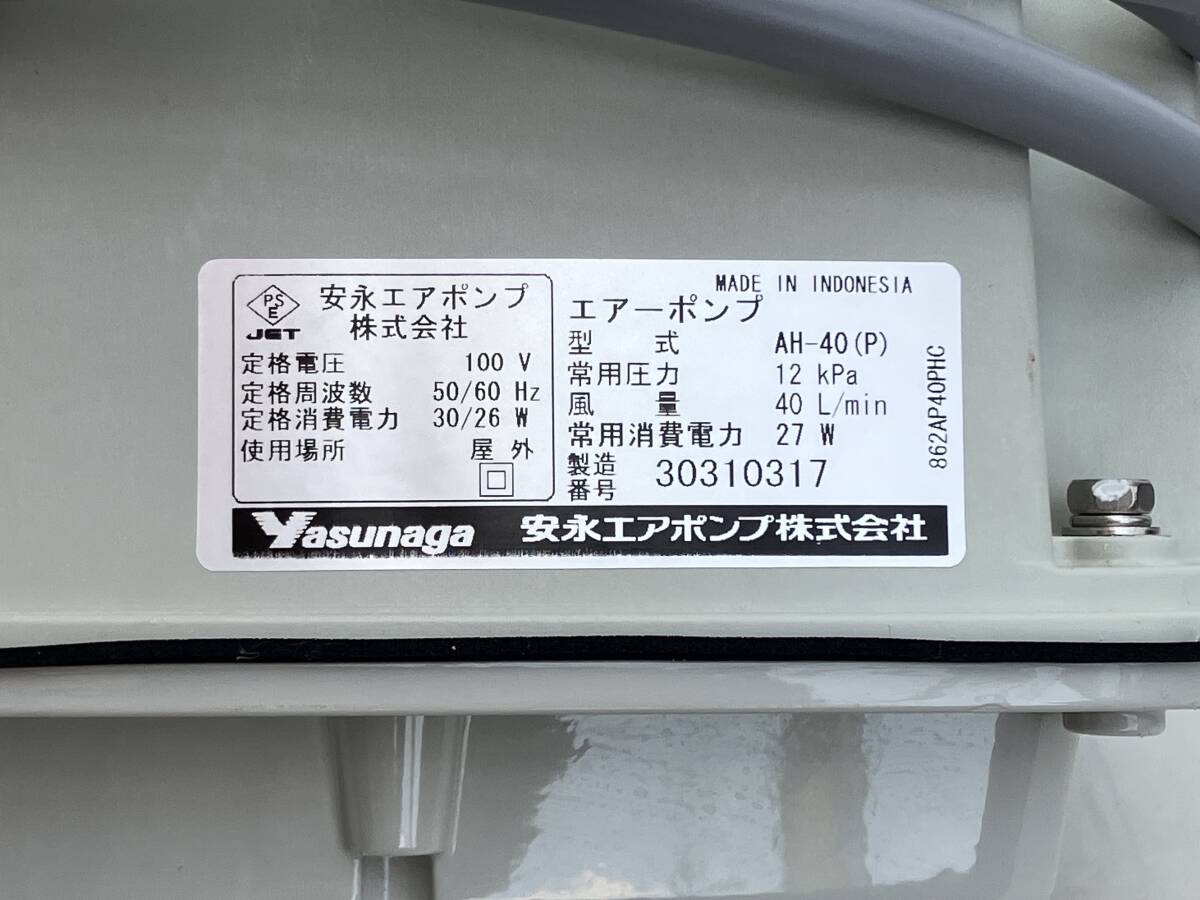 PSE
JET
安永エアポンプ
株式会社
定格電圧 100 V
定格周波数 50/60 Hz
定格消費電力 30/26 W
使用場所 屋外
MADE IN INDONESIA
エアーポンプ
型式 AH-40(P)
常用圧力 12 kPa
風量 40 L/min
常用消費電力 27 W
製造番号 30310317
862AP40PHC
Yasunaga 安永エアポンプ株式会社